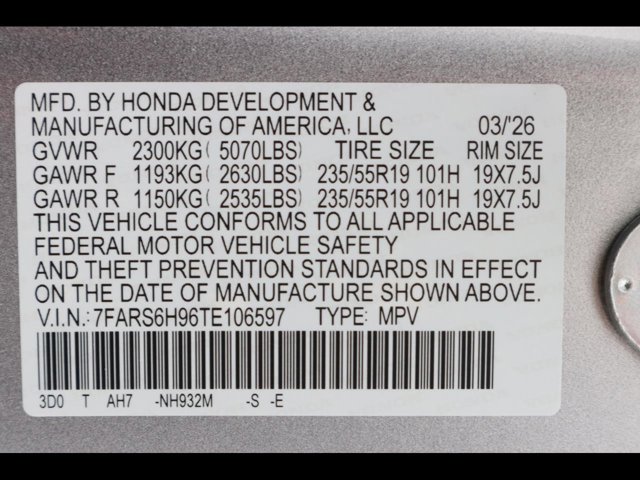 MFD. BY HONDA DEVELOPMENT &
MANUFACTURING OF AMERICA, LLC 03/'26
GVWR 2300KG( 5070LBS) TIRE SIZE RIM SIZE
GAWR F 1193KG( 2630LBS) 235/55R19 101H 19X7.5J
GAWR R 1150KG( 2535LBS) 235/55R19 101H 19X7.5J
THIS VEHICLE CONFORMS TO ALL APPLICABLE
FEDERAL MOTOR VEHICLE SAFETY
AND THEFT PREVENTION STANDARDS IN EFFECT
ON THE DATE OF MANUFACTURE SHOWN ABOVE.
V.I.N.:7FARS6H96TE106597 TYPE: MPV
3D0 T AH7 -NH932M -S -E